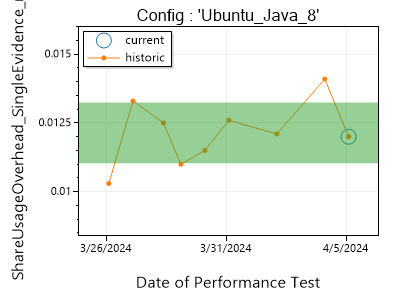 Config : 'Ubuntu_Java_8'
current
historic
ShareUsageOverhead_SingleEvidence_
0.015
0.0125
0.01
3/26/2024
3/31/2024
4/5/2024
Date of Performance Test